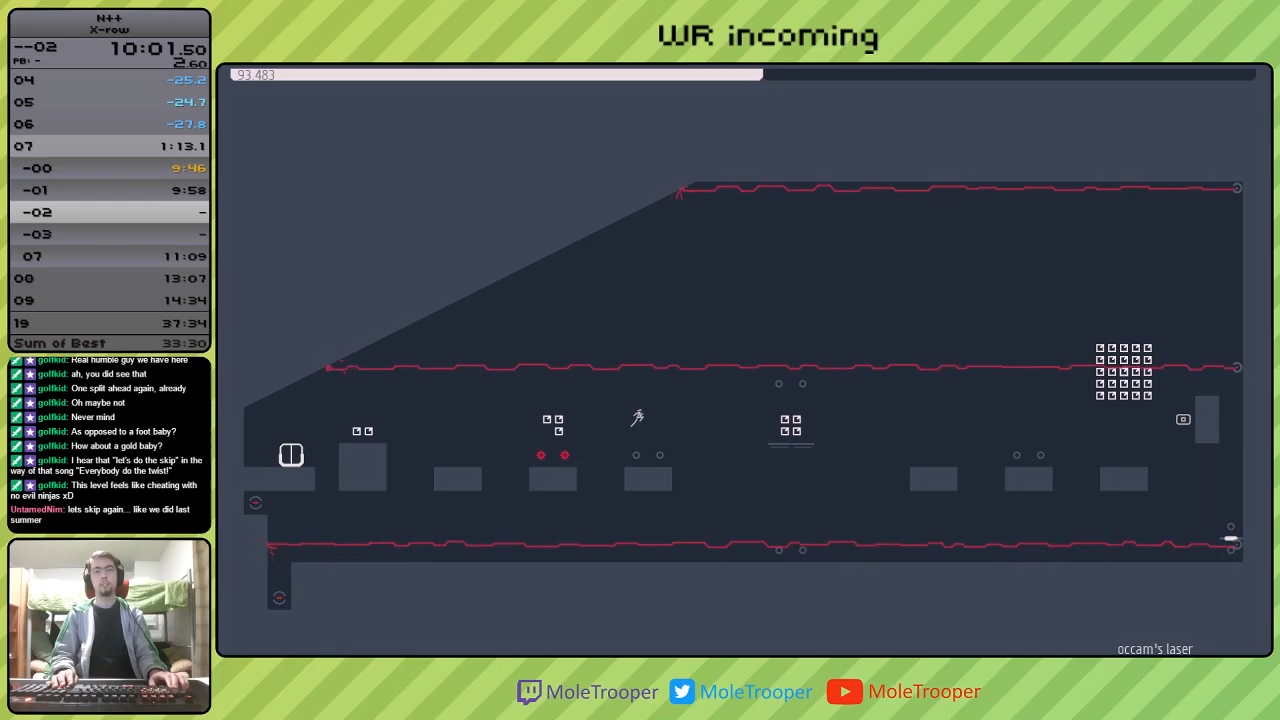 N++
X-row
--02
10:01.50
PB: -
2.60
04 -25.2
05 -24.7
06 -27.8
07 1:13.1
-00 9:46
-01 9:58
-02 -
-03 -
07 11:09
08 13:07
09 14:34
19 37:34
Sum of Best 33:30
golfkid: Real humble guy we have here
golfkid: ah, you did see that
golfkid: One split ahead again, already
golfkid: Oh maybe not
golfkid: Never mind
golfkid: As opposed to a foot baby?
golfkid: How about a gold baby?
golfkid: I hear that "let's do the skip" in the
way of that song "Everybody do the twist!"
golfkid: This level feels like cheating with
no evil ninjas xD
UntamedNim: lets skip again... like we did last
summer
WR incoming
93.483
occam's laser
MoleTrooper
MoleTrooper
MoleTrooper